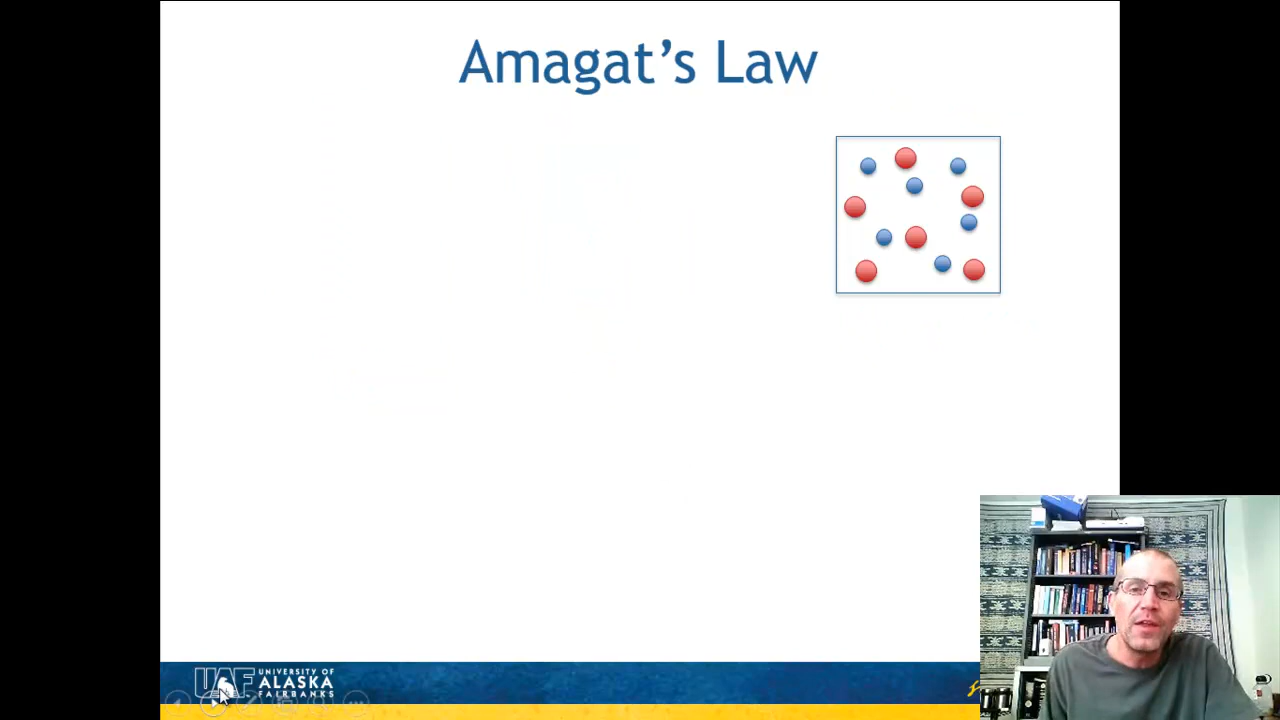 Amagat's Law
UAF
UNIVERSITY OF
ALASKA
FAIRBANKS